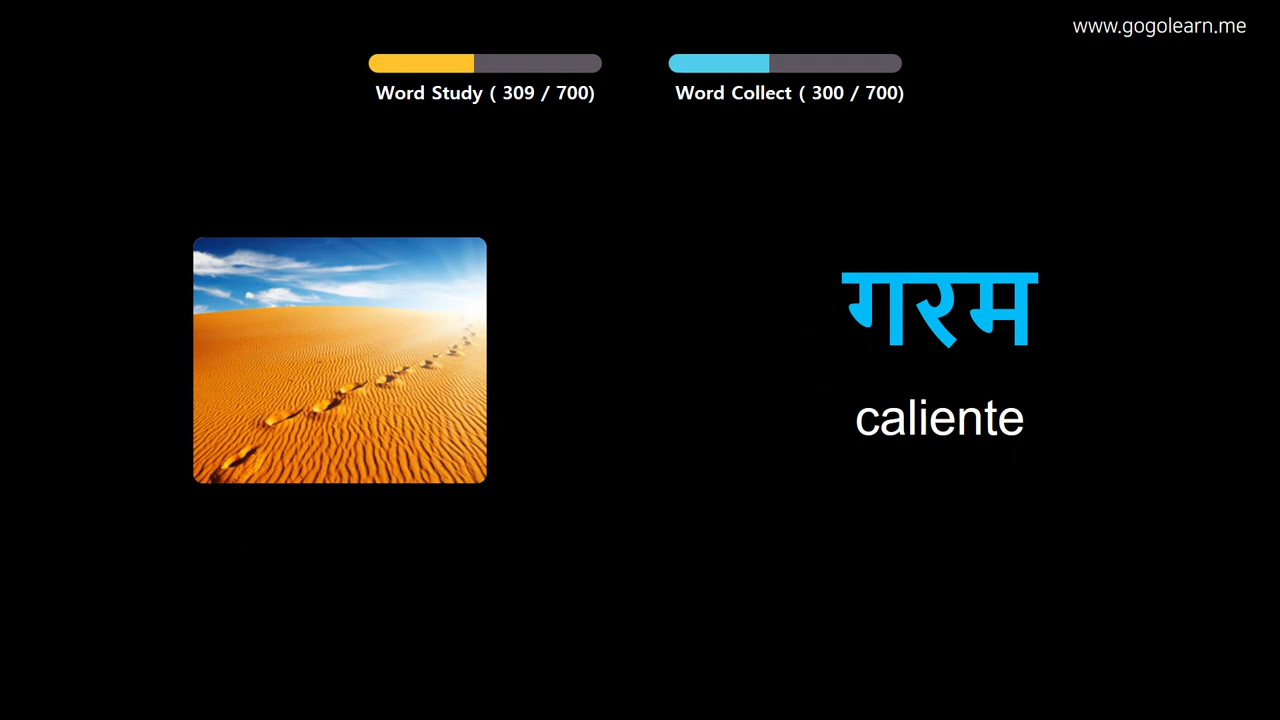 www.gogolearn.me
Word Study ( 309 / 700)
Word Collect ( 300 / 700)
गरम
caliente